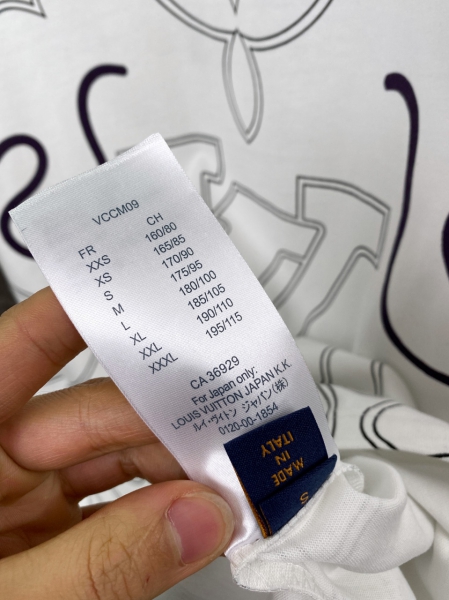 VCCM09
FR CH
XXS 160/80
XS 165/85
S 170/90
M 175/95
L 180/100
XL 185/105
XXL 190/110
XXXL 195/115
CA 36929
For Japan only:
LOUIS VUITTON JAPAN K.K
ルイ・ヴィトン ジャパン(株)
0120-00-1854
MADE
IN
ITALY
S